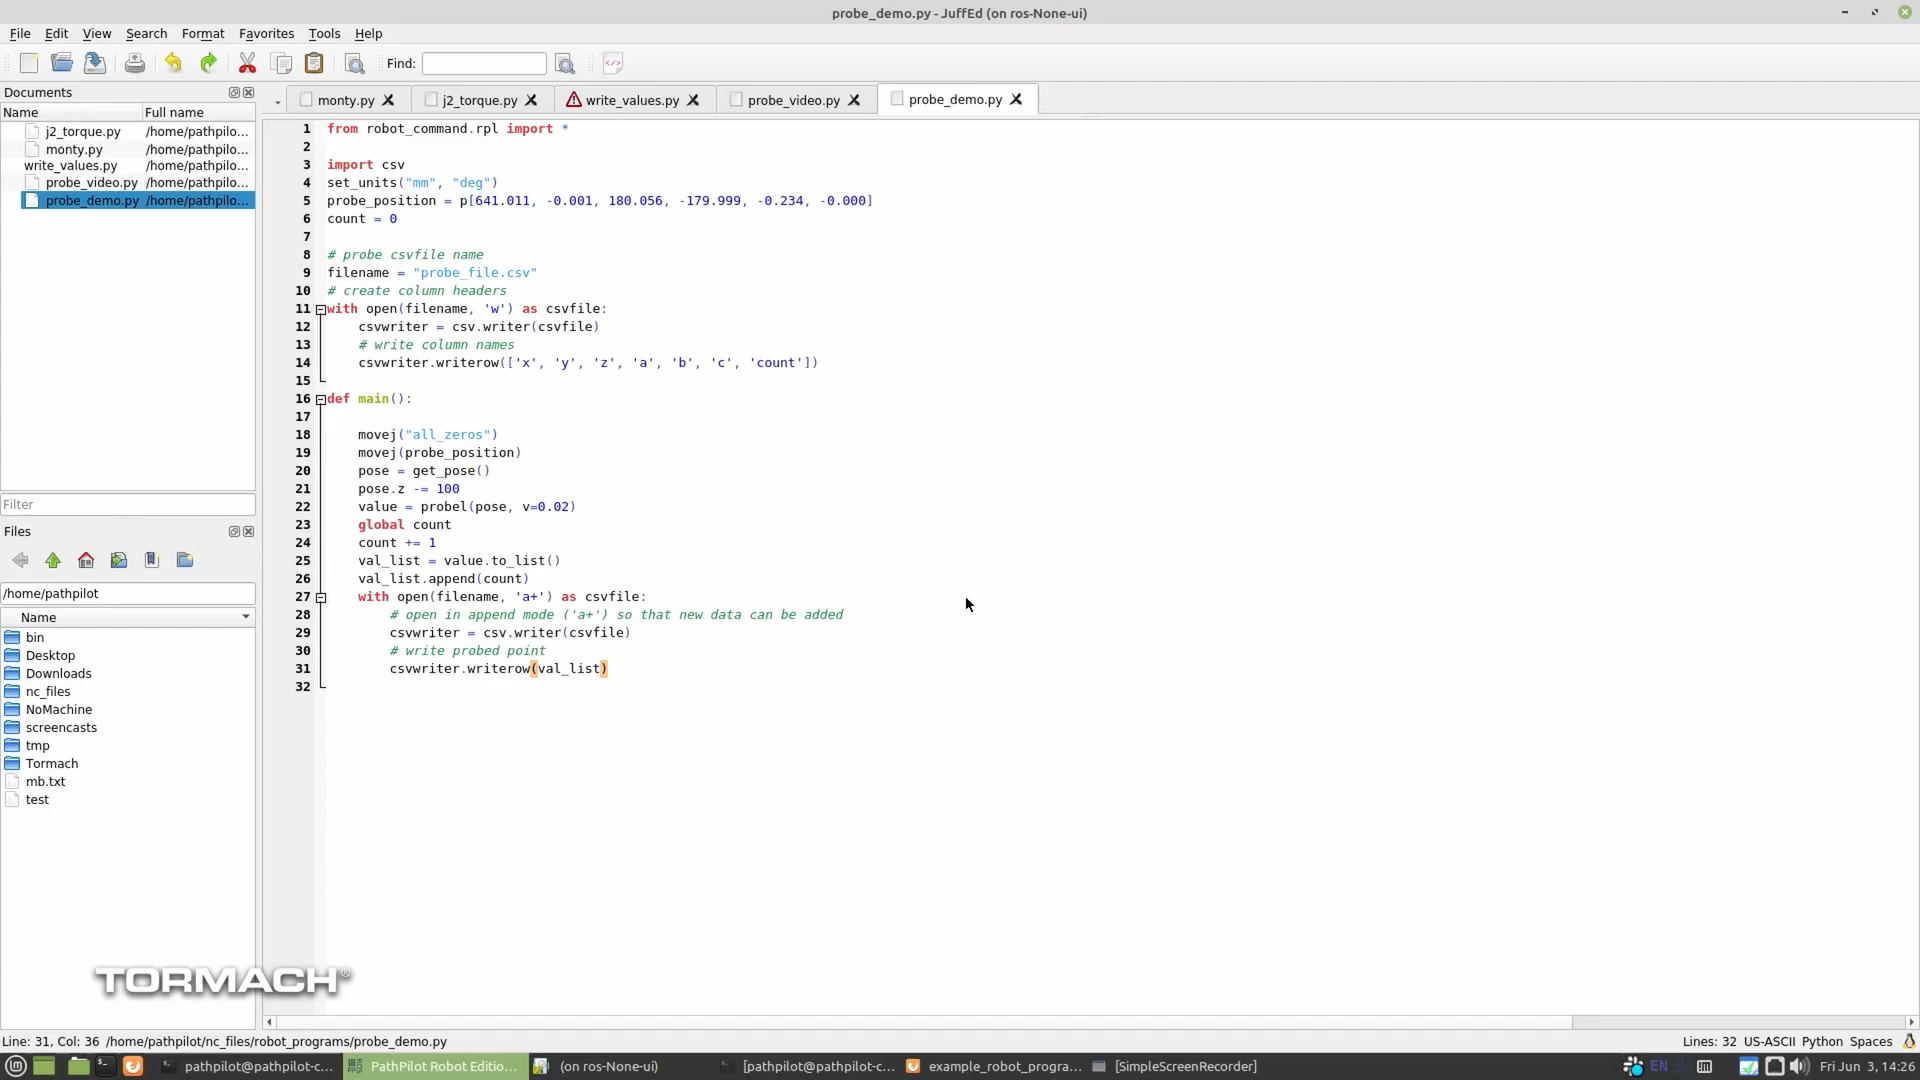 probe_demo.py - JuffEd (on ros-None-ui)
File Edit View Search Format Favorites Tools Help
Find:
Documents
Name Full name
j2_torque.py /home/pathpilo...
monty.py /home/pathpilo...
write_values.py /home/pathpilo...
probe_video.py /home/pathpilo...
probe_demo.py /home/pathpilo...
Filter
Files
/home/pathpilot
Name
bin
Desktop
Downloads
nc_files
NoMachine
screencasts
tmp
Tormach
mb.txt
test
monty.py j2_torque.py write_values.py probe_video.py probe_demo.py
1 from robot_command.rpl import *
2
3 import csv
4 set_units("mm", "deg")
5 probe_position = p[641.011, -0.001, 180.056, -179.999, -0.234, -0.000]
6 count = 0
7
8 # probe csvfile name
9 filename = "probe_file.csv"
10 # create column headers
11 with open(filename, 'w') as csvfile:
12     csvwriter = csv.writer(csvfile)
13     # write column names
14     csvwriter.writerow(['x', 'y', 'z', 'a', 'b', 'c', 'count'])
15
16 def main():
17
18     movej("all_zeros")
19     movej(probe_position)
20     pose = get_pose()
21     pose.z -= 100
22     value = probel(pose, v=0.02)
23     global count
24     count += 1
25     val_list = value.to_list()
26     val_list.append(count)
27     with open(filename, 'a+') as csvfile:
28         # open in append mode ('a+') so that new data can be added
29         csvwriter = csv.writer(csvfile)
30         # write probed point
31         csvwriter.writerow(val_list)
32
TORMACH®
Line: 31, Col: 36 /home/pathpilot/nc_files/robot_programs/probe_demo.py Lines: 32 US-ASCII Python Spaces
pathpilot@pathpilot-c... PathPilot Robot Editio... (on ros-None-ui) [pathpilot@pathpilot-c... example_robot_progra... [SimpleScreenRecorder] EN Fri Jun 3, 14:26